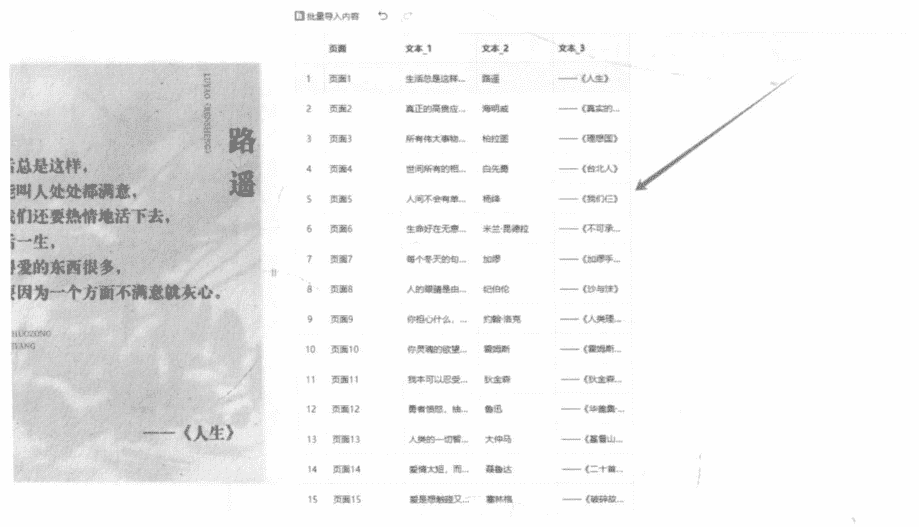 LUYAO·RENSHENG
路遥
总是这样，
叫人处处都满意，
们还要热情地活下去，
一生，
爱的东西很多，
因为一个方面不满意就灰心。
HUOZONG
YANG
——《人生》
批量导入内容
页面 文本_1 文本_2 文本_3
1 页面1 生活总是这样... 路遥 ——《人生》
2 页面2 真正的高贵应... 海明威 ——《真实的...
3 页面3 所有伟大事物... 柏拉图 ——《理想国》
4 页面4 世间所有的相... 白先勇 ——《台北人》
5 页面5 人间不会有单... 杨绛 ——《我们仨》
6 页面6 生命好在无意... 米兰·昆德拉 ——《不可承...
7 页面7 每个冬天的句... 加缪 ——《加缪手...
8 页面8 人的眼睛是由... 纪伯伦 ——《沙与沫》
9 页面9 你担心什么，... 约翰·洛克 ——《人类理...
10 页面10 你灵魂的欲望... 霍姆斯 ——《霍姆斯...
11 页面11 我本可以忍受... 狄金森 ——《狄金森...
12 页面12 勇者愤怒，抽... 鲁迅 ——《华盖集·...
13 页面13 人类的一切智... 大仲马 ——《基督山...
14 页面14 爱情太短，而... 聂鲁达 ——《二十首...
15 页面15 爱是想触碰又... 塞林格 ——《破碎故...